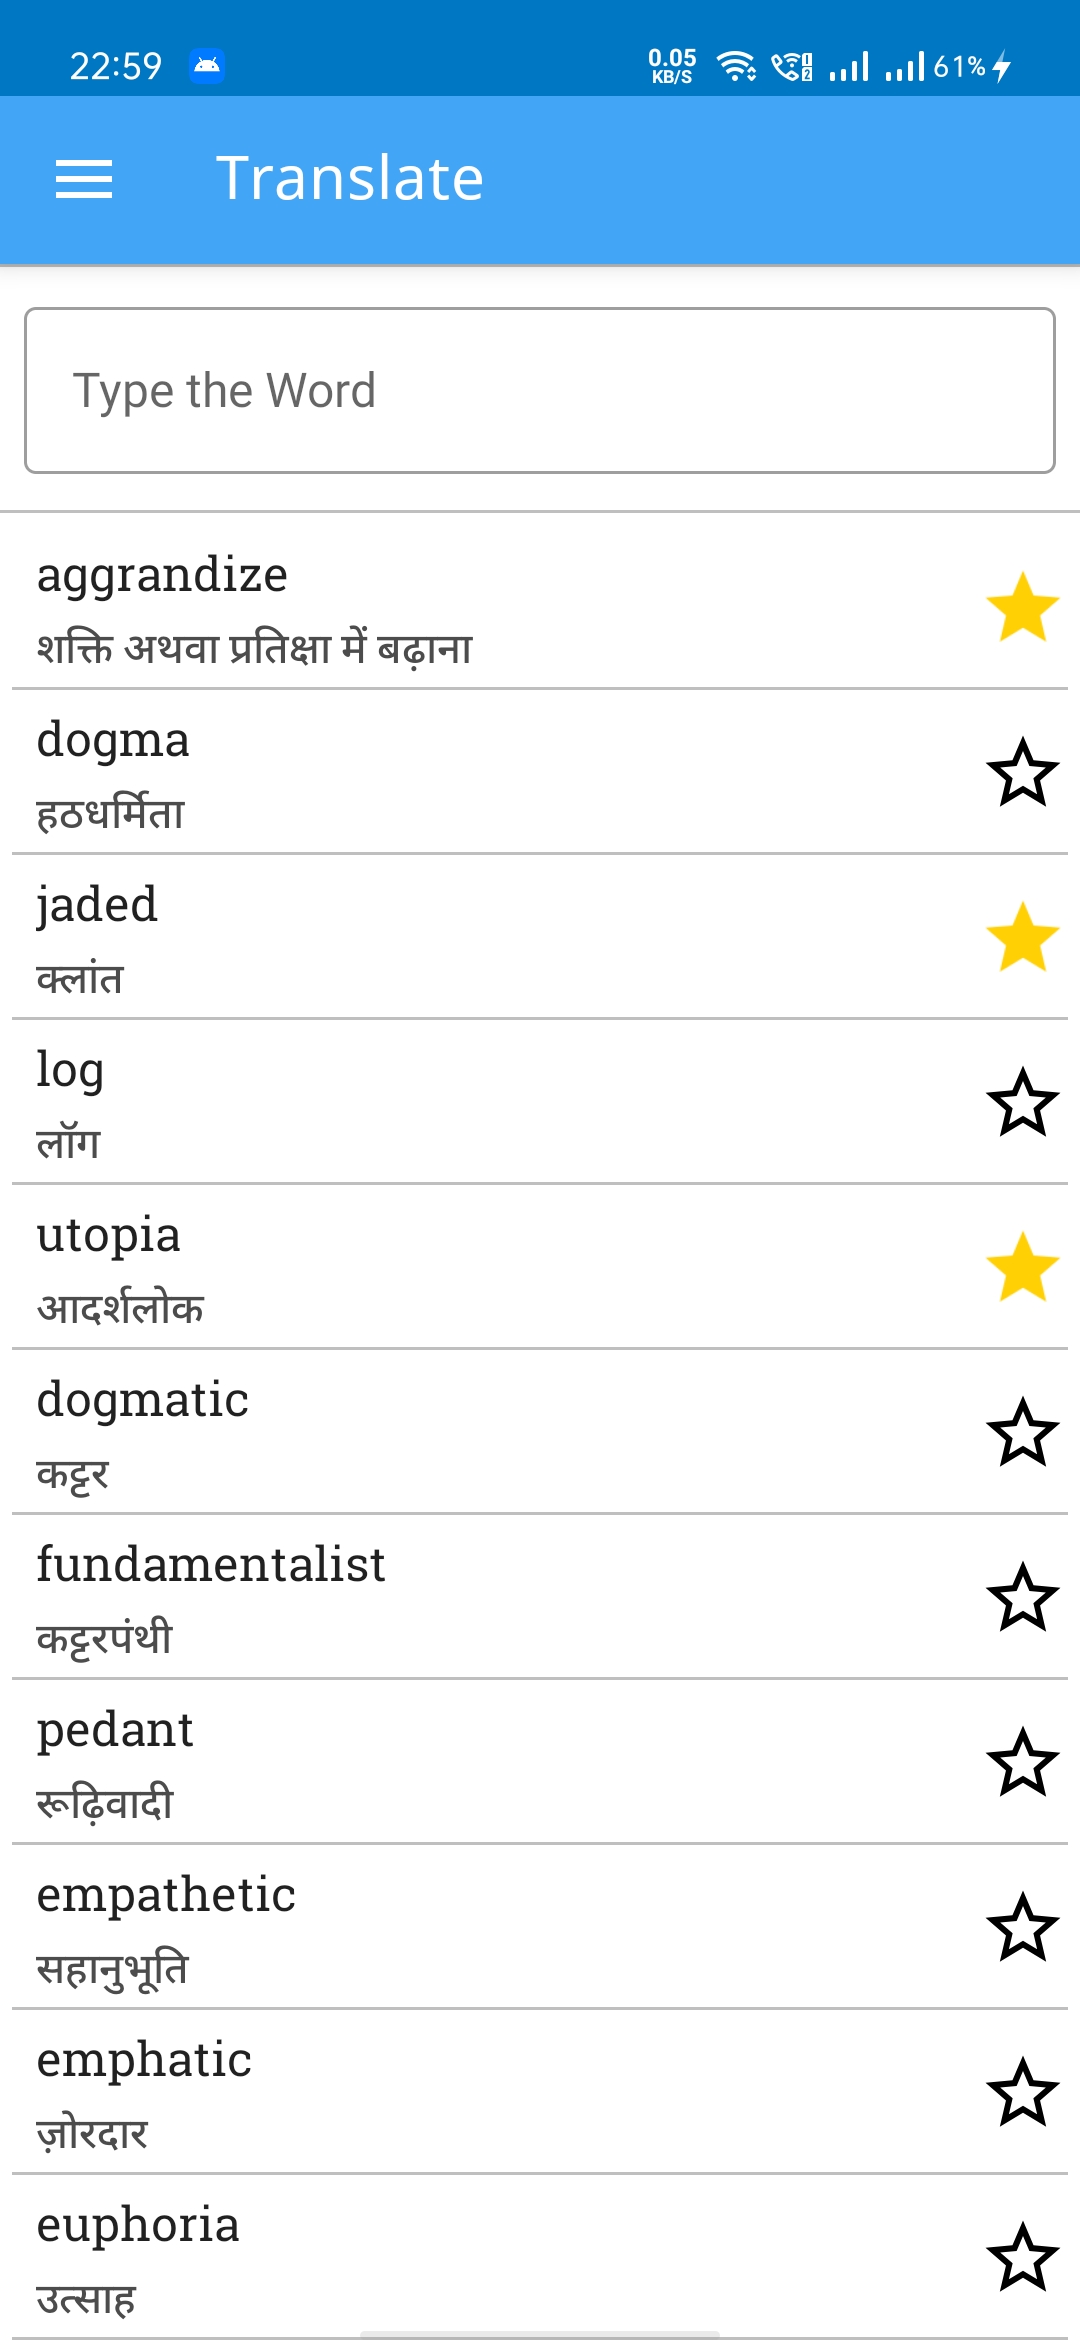 22:59 0.05 KB/S 61%
Translate
Type the Word
aggrandize
शक्ति अथवा प्रतिक्षा में बढ़ाना
dogma
हठधर्मिता
jaded
क्लांत
log
लॉग
utopia
आदर्शलोक
dogmatic
कट्टर
fundamentalist
कट्टरपंथी
pedant
रूढ़िवादी
empathetic
सहानुभूति
emphatic
ज़ोरदार
euphoria
उत्साह